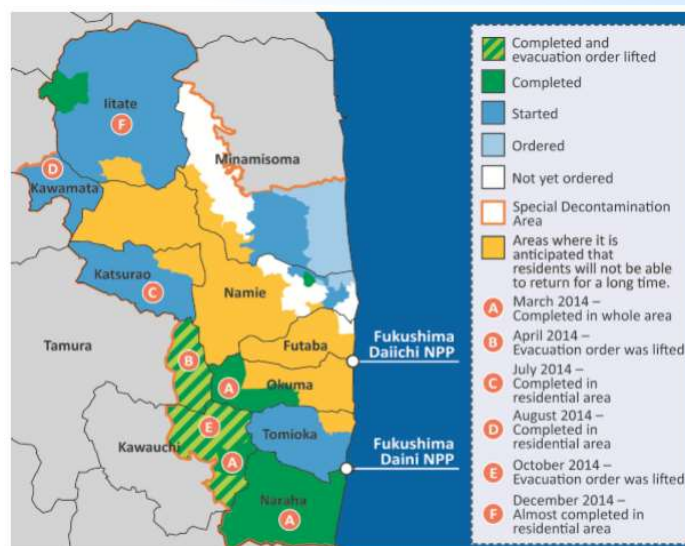 Iitate
F
Minamisoma
D
Kawamata
Katsurao
C
Namie
Tamura
Futaba
Fukushima
Daiichi NPP
B
A
Okuma
E
Tomioka
Kawauchi
Fukushima
Daini NPP
A
Naraha
A
Completed and
evacuation order lifted
Completed
Started
Ordered
Not yet ordered
Special Decontamination
Area
Areas where it is
anticipated that
residents will not be able
to return for a long time.
A
March 2014 –
Completed in whole area
B
April 2014 –
Evacuation order was lifted
C
July 2014 –
Completed in
residential area
D
August 2014 –
Completed in
residential area
E
October 2014 –
Evacuation order was lifted
F
December 2014 –
Almost completed in
residential area